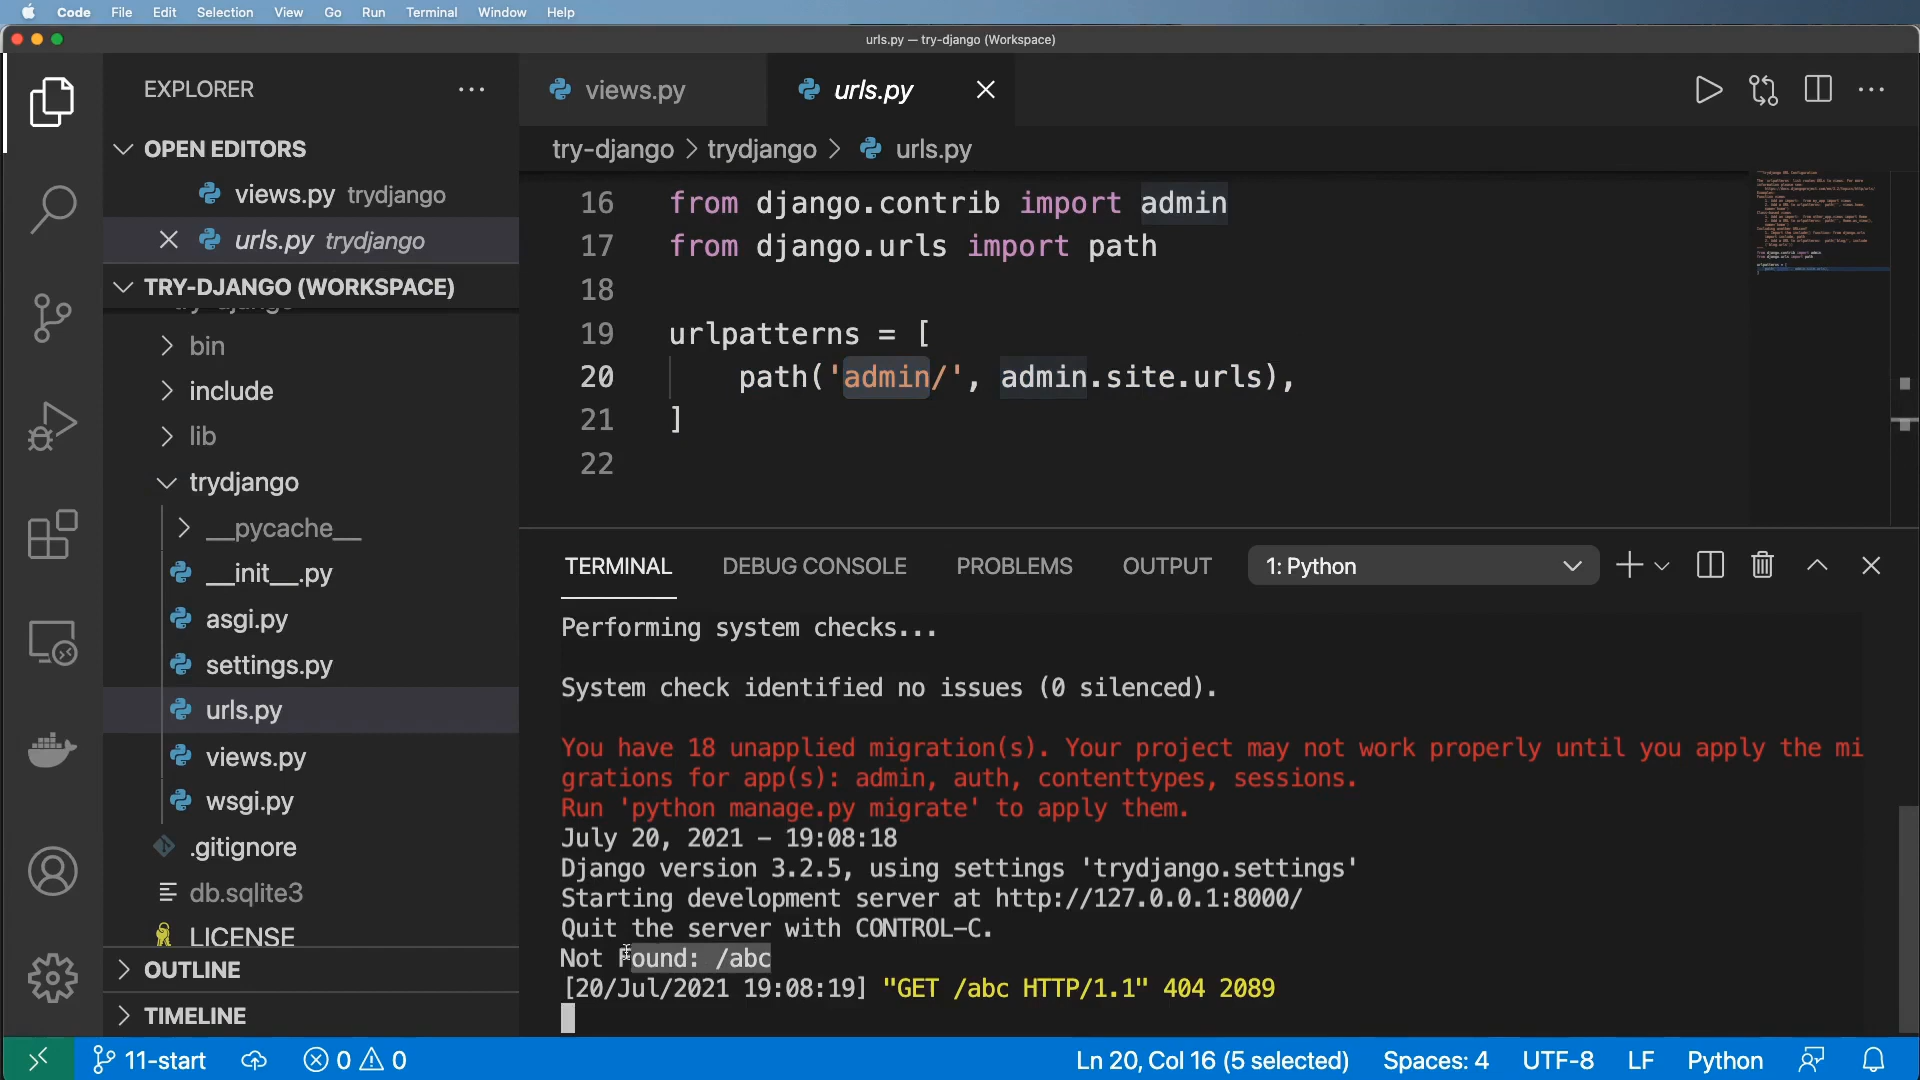 Code File Edit Selection View Go Run Terminal Window Help
urls.py — try-django (Workspace)
EXPLORER
views.py
urls.py
OPEN EDITORS
views.py trydjango
urls.py trydjango
TRY-DJANGO (WORKSPACE)
bin
include
lib
trydjango
__pycache__
__init__.py
asgi.py
settings.py
urls.py
views.py
wsgi.py
.gitignore
db.sqlite3
LICENSE
OUTLINE
TIMELINE
try-django > trydjango > urls.py
16 from django.contrib import admin
17 from django.urls import path
18
19 urlpatterns = [
20 path('admin/', admin.site.urls),
21 ]
22
TERMINAL DEBUG CONSOLE PROBLEMS OUTPUT 1: Python
Performing system checks...
System check identified no issues (0 silenced).
You have 18 unapplied migration(s). Your project may not work properly until you apply the mi
grations for app(s): admin, auth, contenttypes, sessions.
Run 'python manage.py migrate' to apply them.
July 20, 2021 - 19:08:18
Django version 3.2.5, using settings 'trydjango.settings'
Starting development server at http://127.0.0.1:8000/
Quit the server with CONTROL-C.
Not Found: /abc
[20/Jul/2021 19:08:19] "GET /abc HTTP/1.1" 404 2089
11-start 0 0 Ln 20, Col 16 (5 selected) Spaces: 4 UTF-8 LF Python